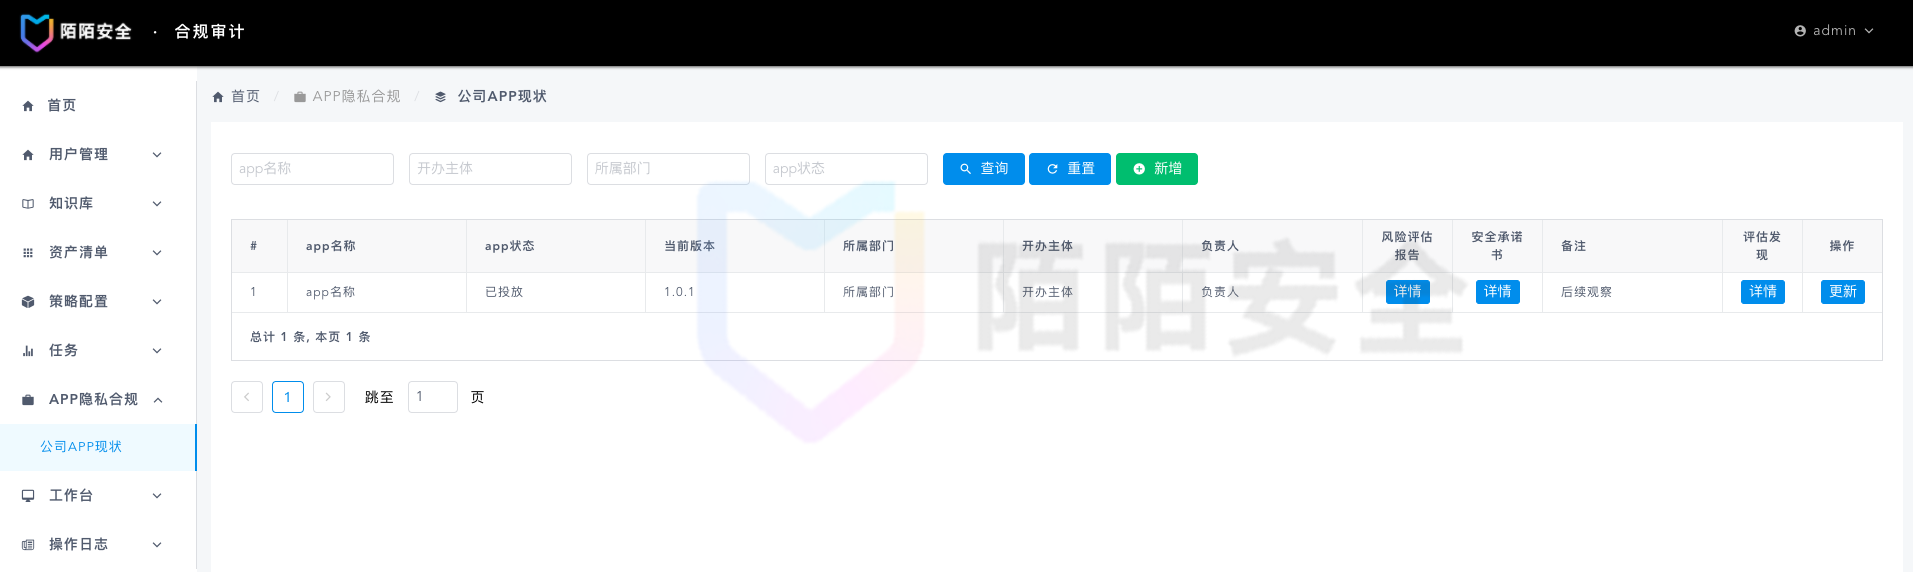 陌陌安全 · 合规审计
admin
首页
用户管理
知识库
资产清单
策略配置
任务
APP隐私合规
公司APP现状
工作台
操作日志
首页 / APP隐私合规 / 公司APP现状
app名称 开办主体 所属部门 app状态 查询 重置 新增
# app名称 app状态 当前版本 所属部门 开办主体 负责人 风险评估报告 安全承诺书 备注 评估发现 操作
1 app名称 已投放 1.0.1 所属部门 开办主体 负责人 详情 详情 后续观察 详情 更新
总计 1 条, 本页 1 条
1 跳至 1 页
陌陌安全